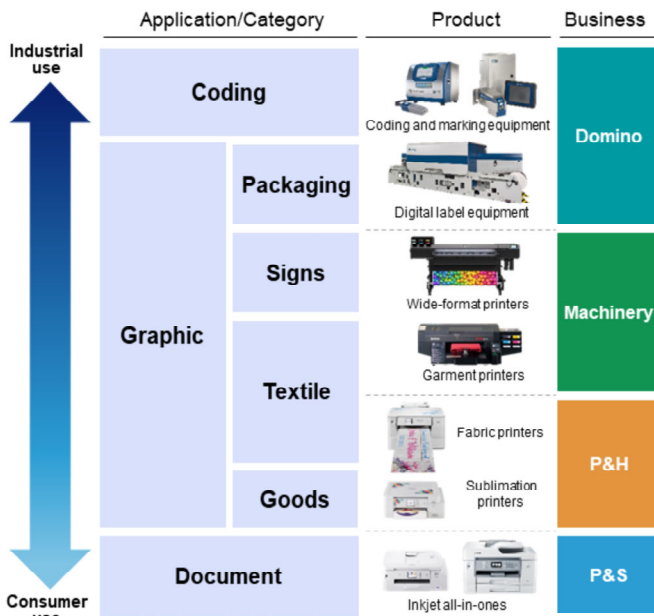 Application/Category
Product
Business
Industrial
use
Coding
Coding and marking equipment
Domino
Graphic
Packaging
Digital label equipment
Signs
Wide-format printers
Machinery
Textile
Garment printers
Fabric printers
P&H
Goods
Sublimation
printers
Document
Inkjet all-in-ones
P&S
Consumer